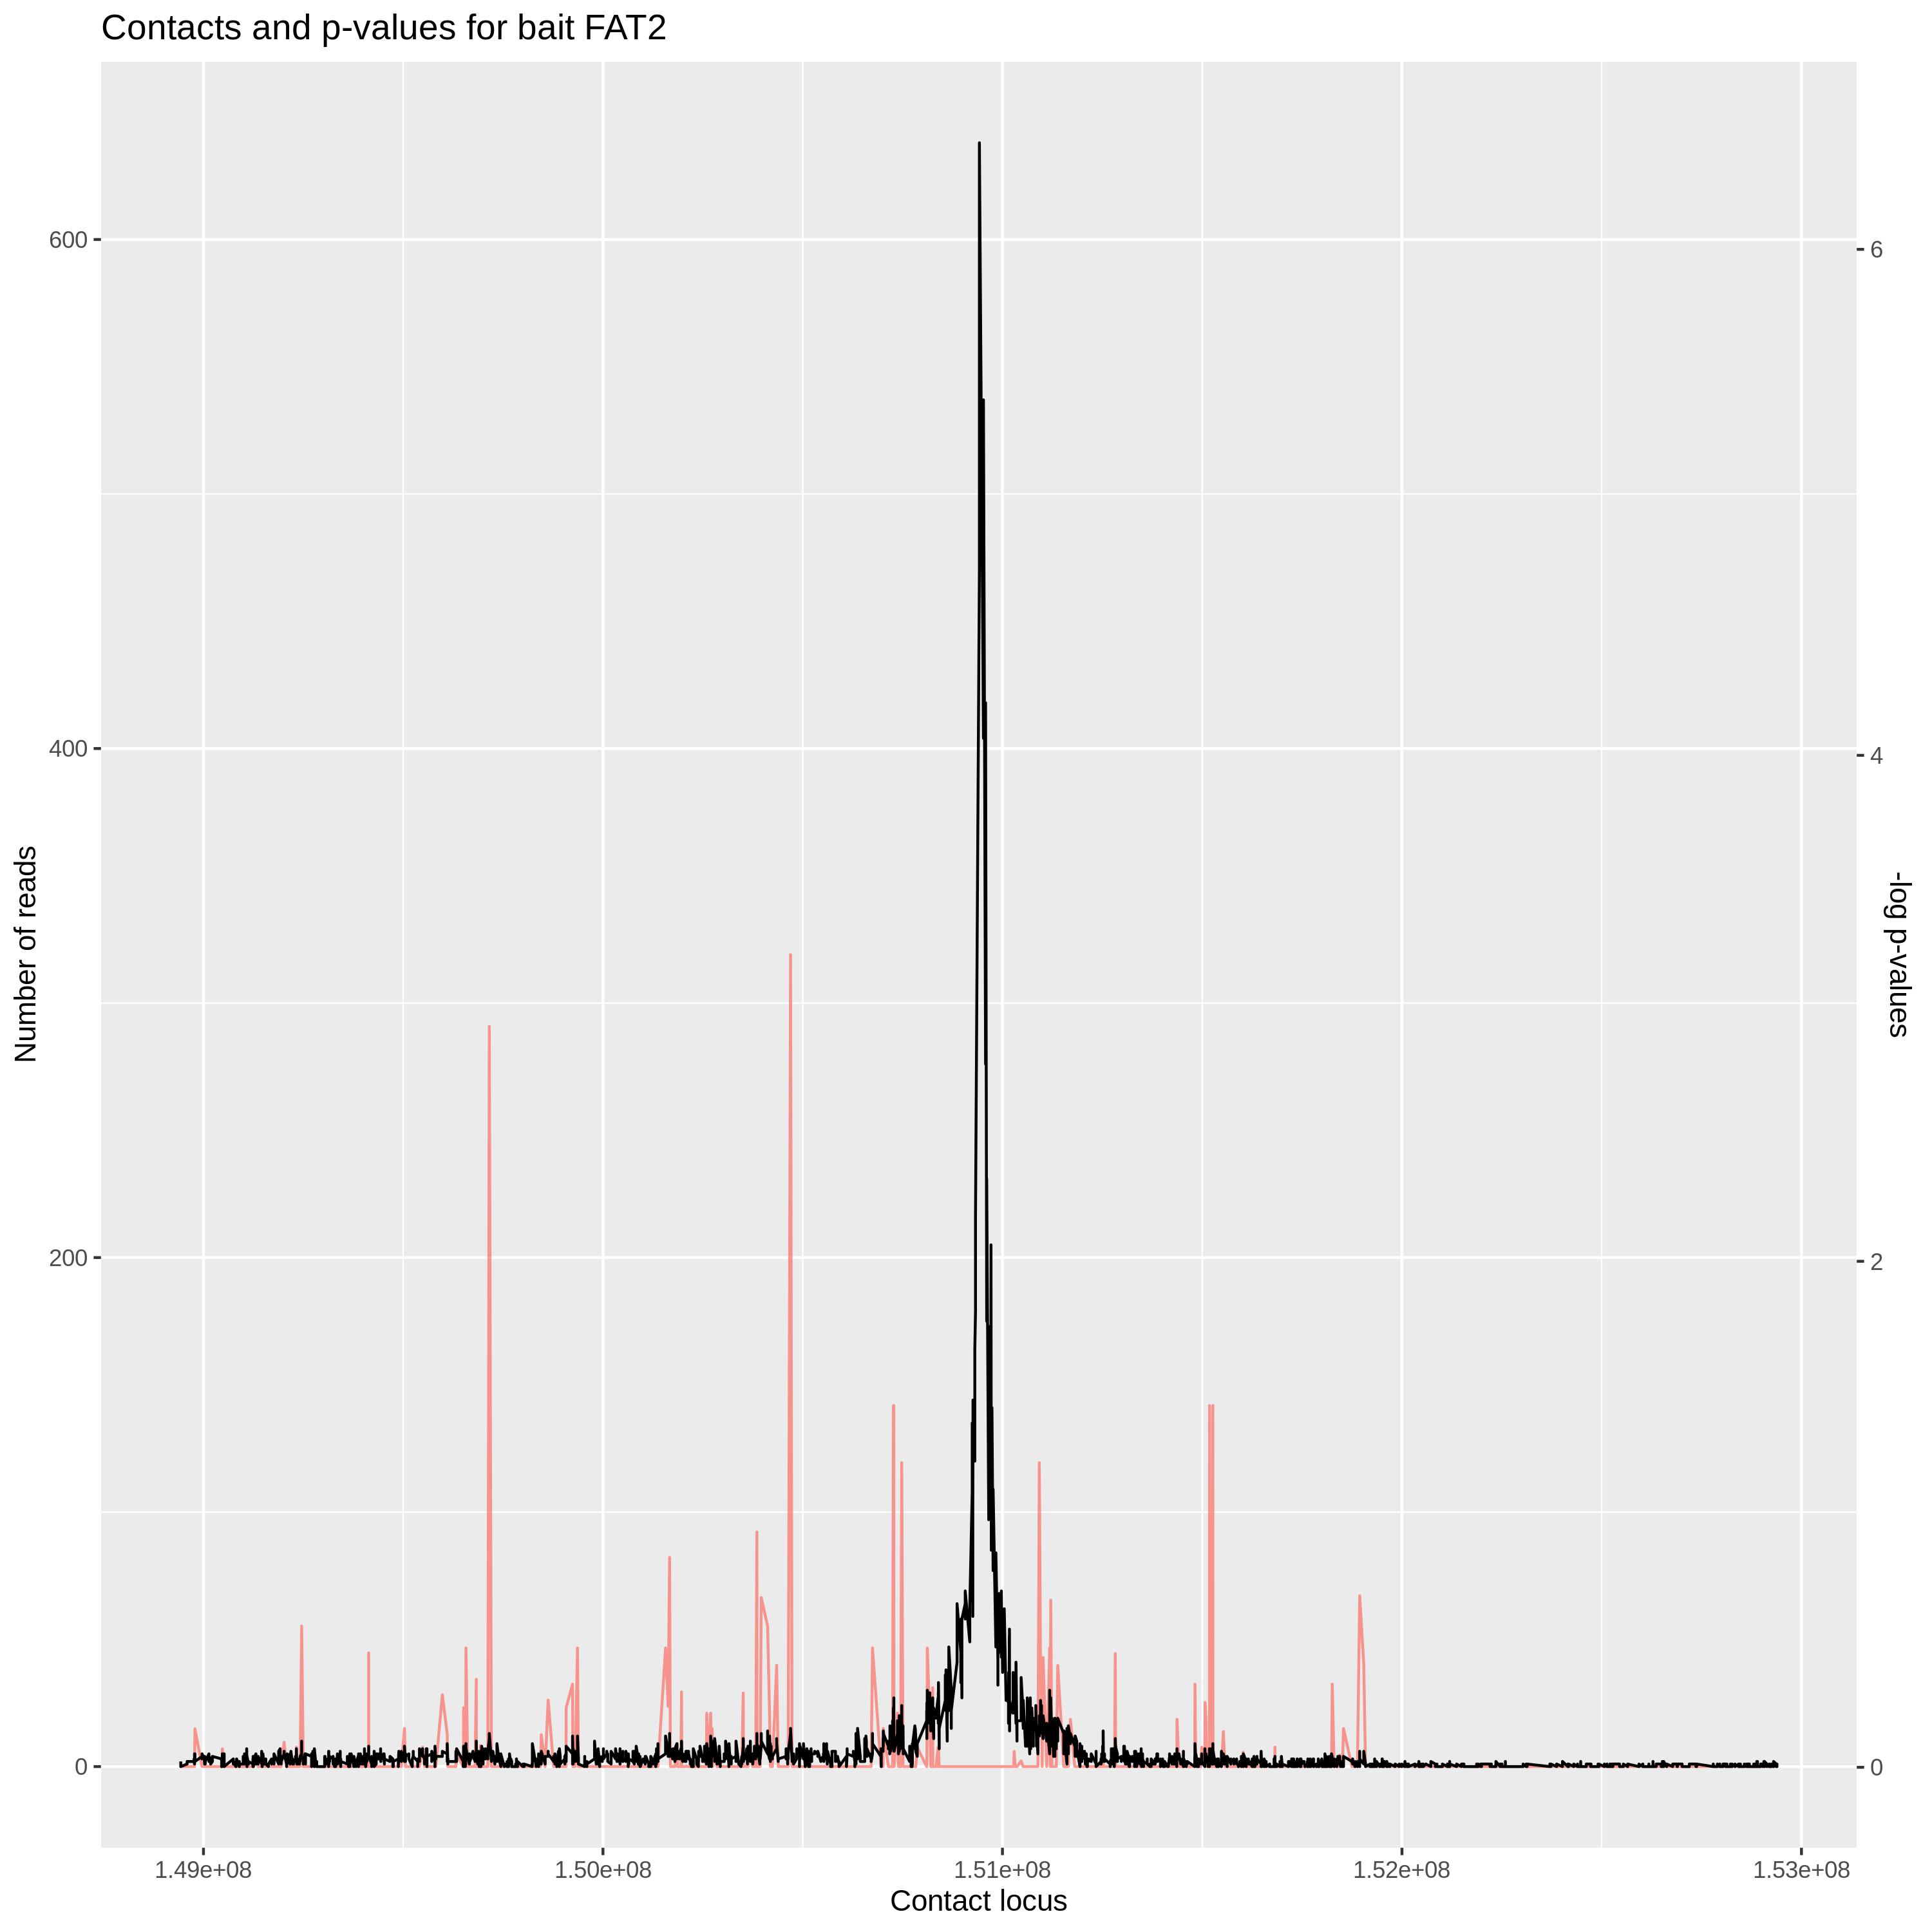 Contacts and p-values for bait FAT2
600
400
200
0
Number of reads
6
4
2
0
-log p-values
1.49e+08
1.50e+08
1.51e+08
1.52e+08
1.53e+08
Contact locus